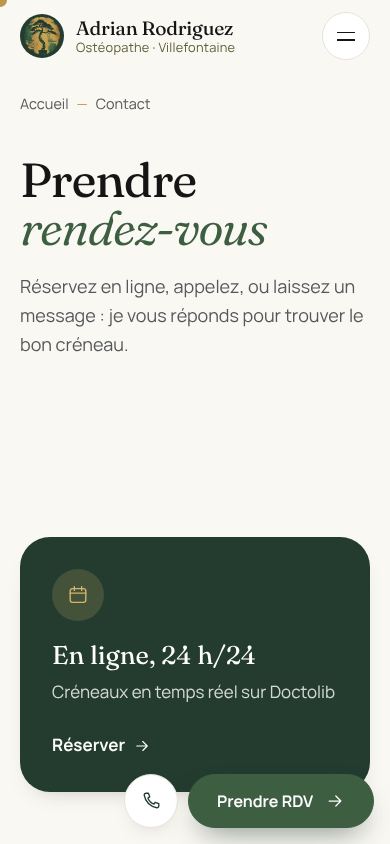 Adrian Rodriguez
Ostéopathe · Villefontaine
Accueil — Contact
Prendre
rendez-vous
Réservez en ligne, appelez, ou laissez un
message : je vous réponds pour trouver le
bon créneau.
En ligne, 24 h/24
Créneaux en temps réel sur Doctolib
Réserver →
Prendre RDV →